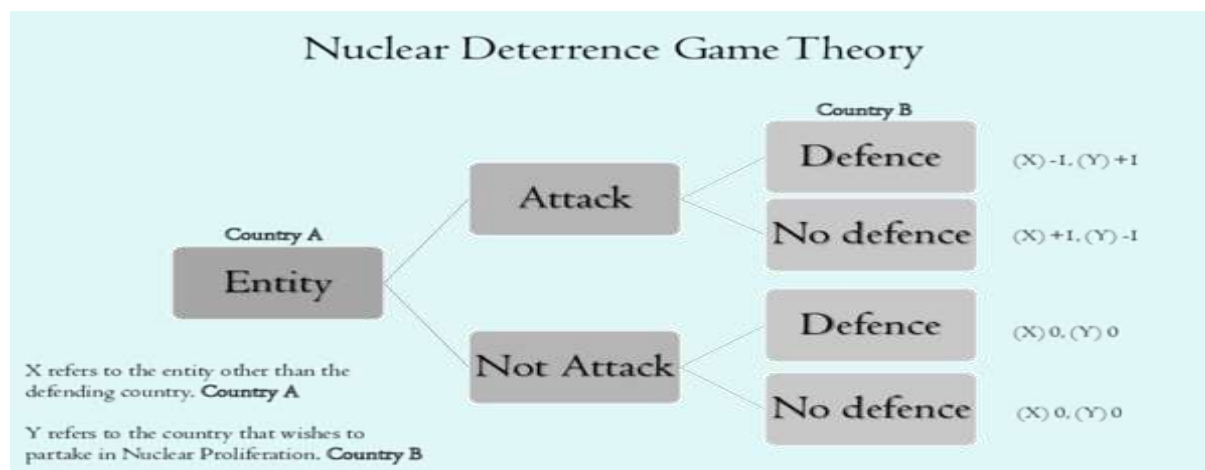 Nuclear Deterrence Game Theory
Country B
Defence
(X) -1, (Y) +1
Attack
No defence
(X) +1, (Y) -1
Country A
Entity
Defence
(X) 0, (Y) 0
Not Attack
No defence
(X) 0, (Y) 0
X refers to the entity other than the
defending country. Country A
Y refers to the country that wishes to
partake in Nuclear Proliferation. Country B